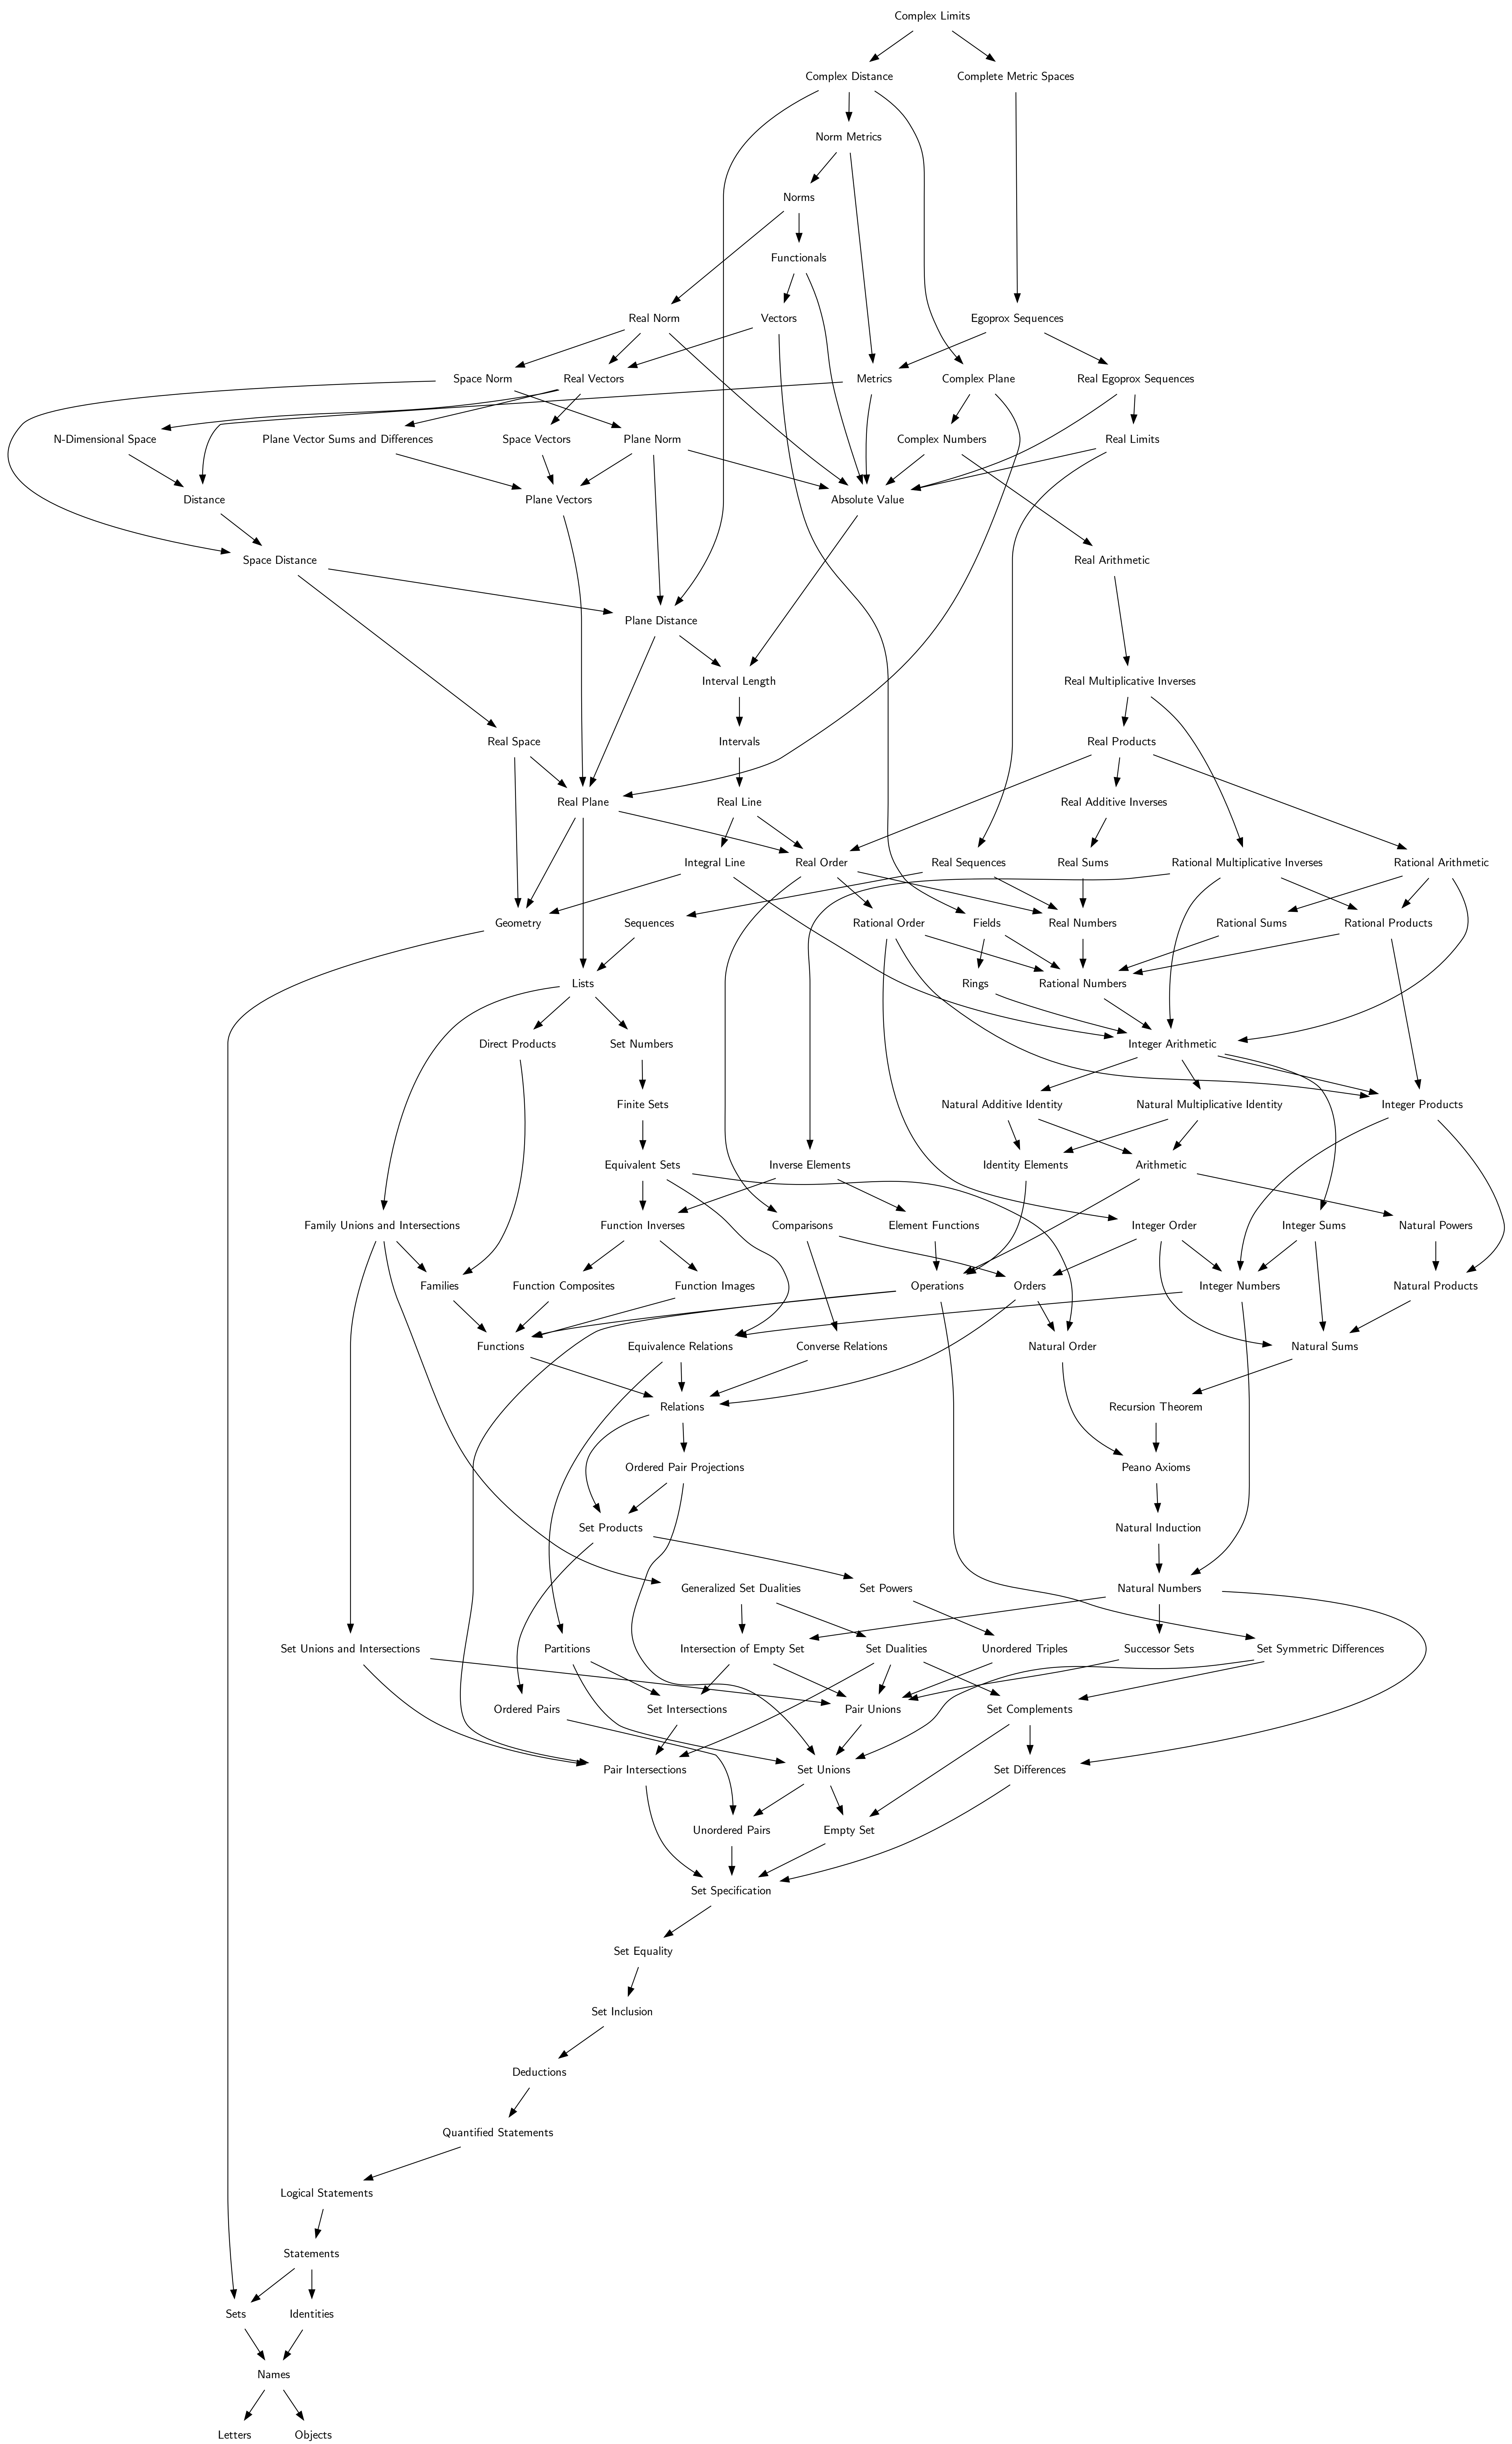 Complex Limits
Complex Distance
Complete Metric Spaces
Norm Metrics
Norms
Functionals
Real Norm
Vectors
Egoprox Sequences
Space Norm
Real Vectors
Metrics
Complex Plane
Real Egoprox Sequences
N-Dimensional Space
Plane Vector Sums and Differences
Space Vectors
Plane Norm
Complex Numbers
Real Limits
Distance
Plane Vectors
Absolute Value
Space Distance
Real Arithmetic
Plane Distance
Interval Length
Real Multiplicative Inverses
Real Space
Intervals
Real Products
Real Plane
Real Line
Real Additive Inverses
Integral Line
Real Order
Real Sequences
Real Sums
Rational Multiplicative Inverses
Rational Arithmetic
Geometry
Sequences
Rational Order
Fields
Real Numbers
Rational Sums
Rational Products
Lists
Rings
Rational Numbers
Direct Products
Set Numbers
Integer Arithmetic
Finite Sets
Natural Additive Identity
Natural Multiplicative Identity
Integer Products
Equivalent Sets
Inverse Elements
Identity Elements
Arithmetic
Family Unions and Intersections
Function Inverses
Comparisons
Element Functions
Integer Order
Integer Sums
Natural Powers
Families
Function Composites
Function Images
Operations
Orders
Integer Numbers
Natural Products
Functions
Equivalence Relations
Converse Relations
Natural Order
Natural Sums
Relations
Recursion Theorem
Ordered Pair Projections
Peano Axioms
Set Products
Natural Induction
Generalized Set Dualities
Set Powers
Natural Numbers
Set Unions and Intersections
Partitions
Intersection of Empty Set
Set Dualities
Unordered Triples
Successor Sets
Set Symmetric Differences
Ordered Pairs
Set Intersections
Pair Unions
Set Complements
Pair Intersections
Set Unions
Set Differences
Unordered Pairs
Empty Set
Set Specification
Set Equality
Set Inclusion
Deductions
Quantified Statements
Logical Statements
Statements
Sets
Identities
Names
Letters
Objects